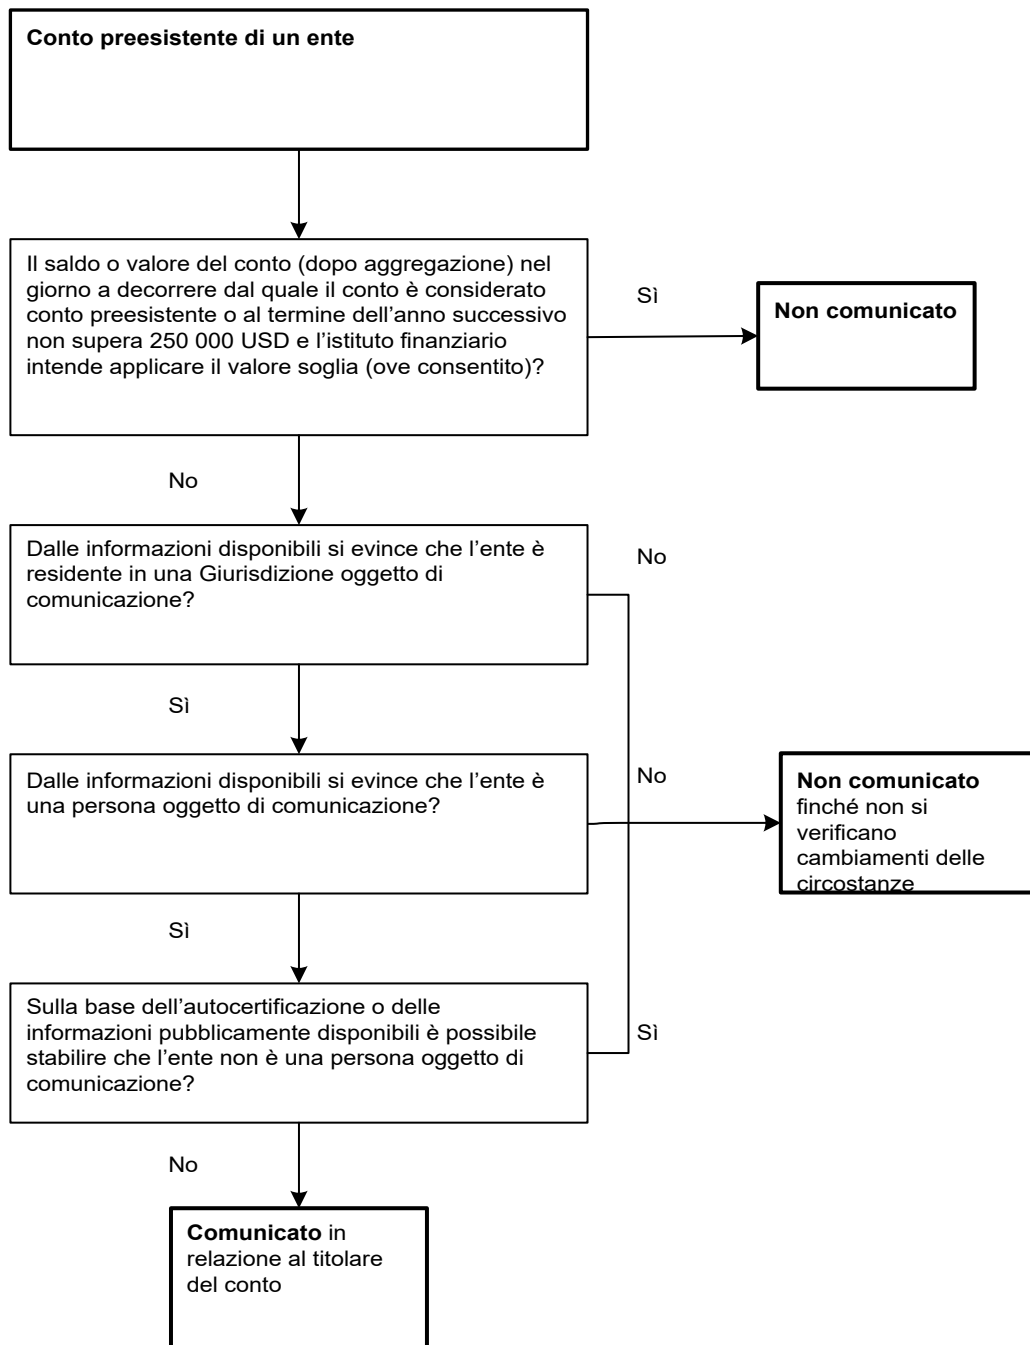 Conto preesistente di un ente
Il saldo o valore del conto (dopo aggregazione) nel
giorno a decorrere dal quale il conto è considerato
conto preesistente o al termine dell’anno successivo
non supera 250 000 USD e l’istituto finanziario
intende applicare il valore soglia (ove consentito)?
Sì
Non comunicato
No
Dalle informazioni disponibili si evince che l’ente è
residente in una Giurisdizione oggetto di
comunicazione?
No
Sì
Dalle informazioni disponibili si evince che l’ente è
una persona oggetto di comunicazione?
No
Non comunicato
finché non si
verificano
cambiamenti delle
circostanze
Sì
Sulla base dell’autocertificazione o delle
informazioni pubblicamente disponibili è possibile
stabilire che l’ente non è una persona oggetto di
comunicazione?
Sì
No
Comunicato in
relazione al titolare
del conto